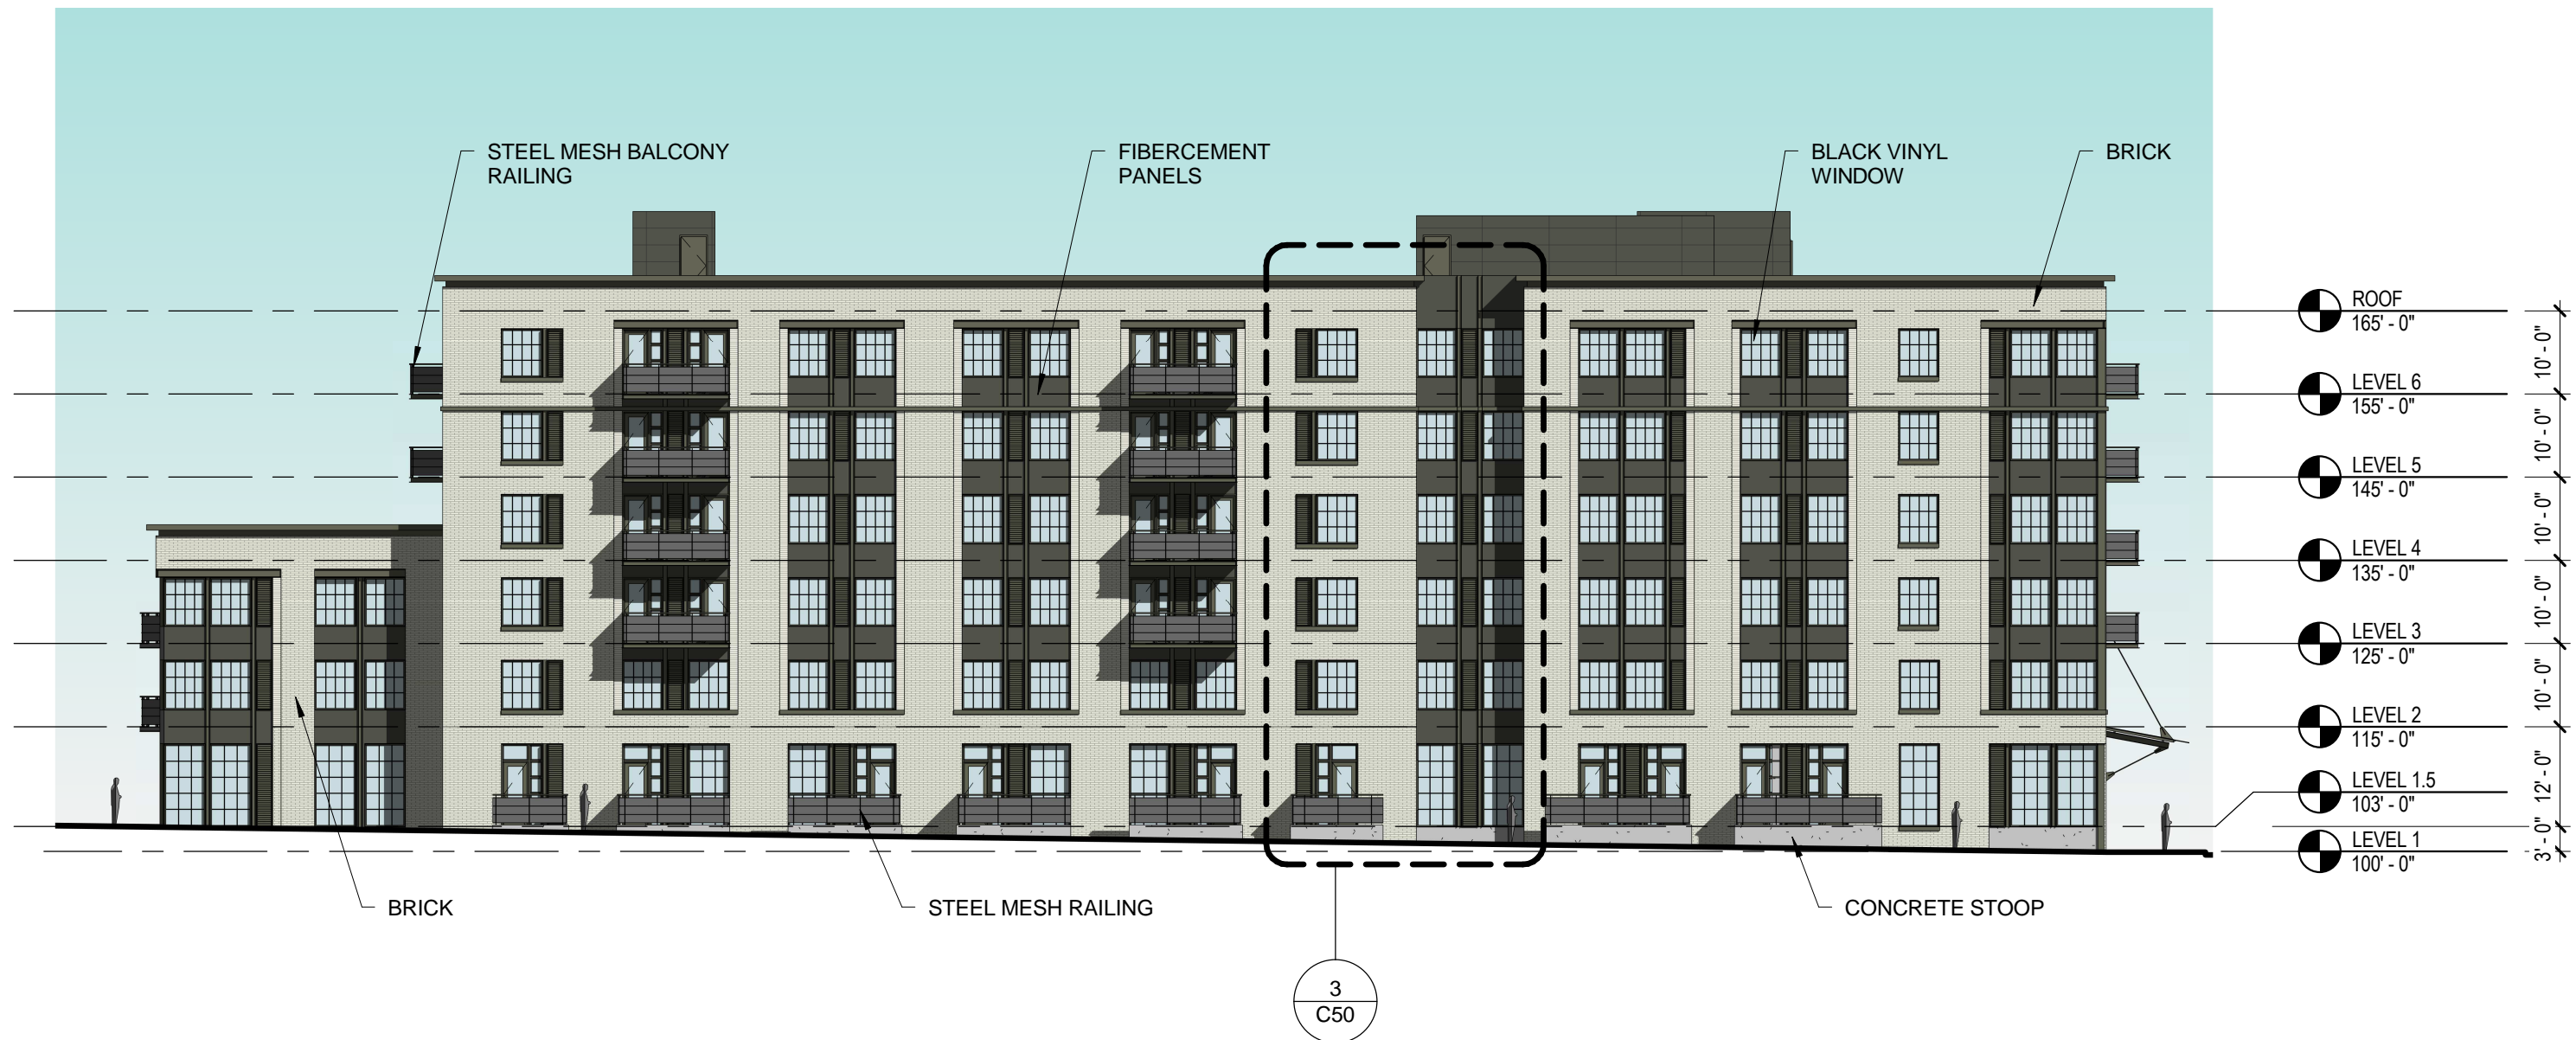 STEEL MESH BALCONY
RAILING
FIBERCEMENT
PANELS
BLACK VINYL
WINDOW
BRICK
ROOF
165' - 0"
10' - 0"
LEVEL 6
155' - 0"
10' - 0"
LEVEL 5
145' - 0"
10' - 0"
LEVEL 4
135' - 0"
10' - 0"
LEVEL 3
125' - 0"
10' - 0"
LEVEL 2
115' - 0"
12' - 0"
LEVEL 1.5
103' - 0"
3' - 0"
LEVEL 1
100' - 0"
BRICK
STEEL MESH RAILING
CONCRETE STOOP
3
C50